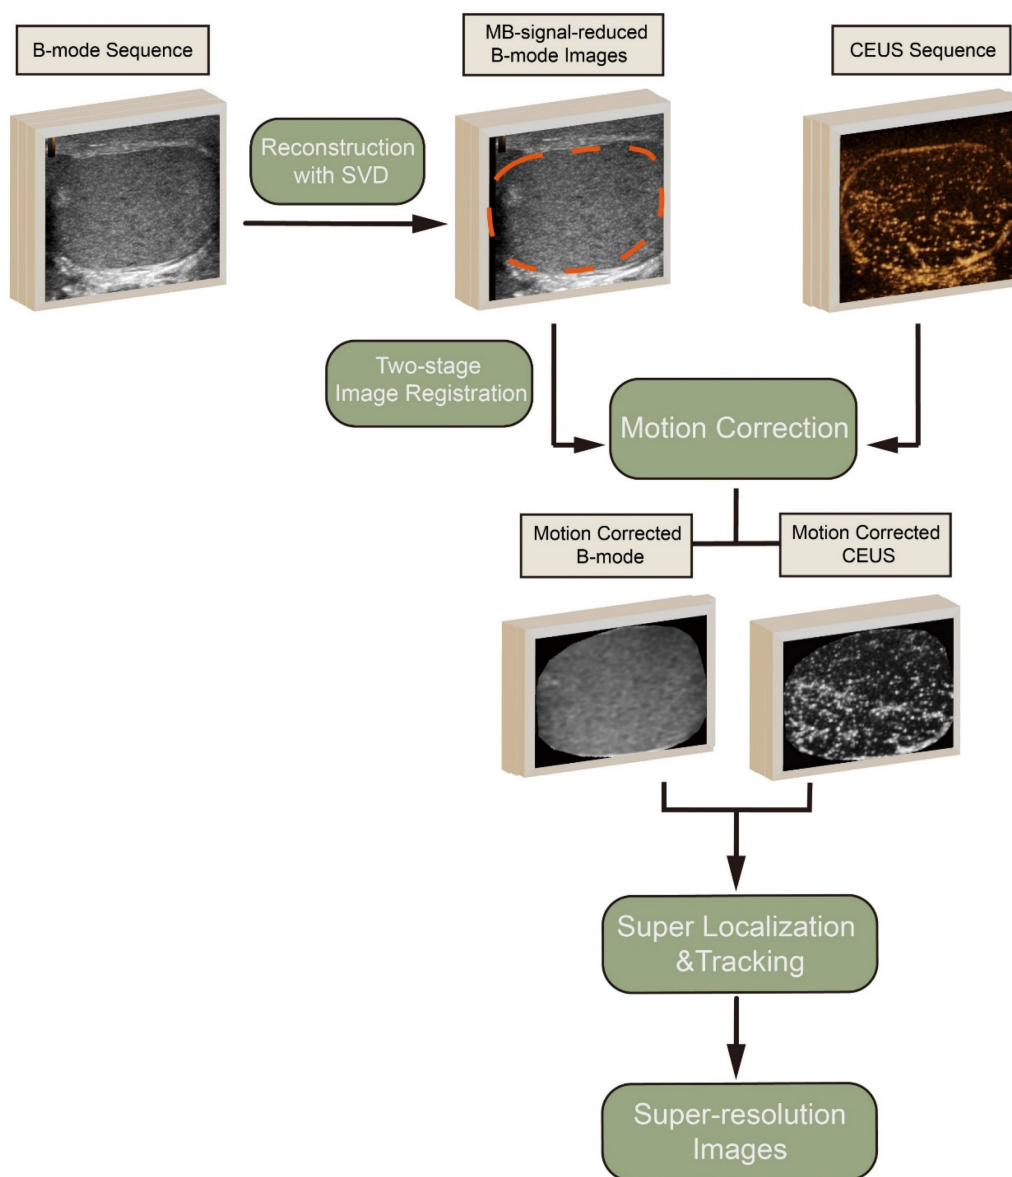 B-mode Sequence
MB-signal-reduced
B-mode Images
CEUS Sequence
Reconstruction
with SVD
Two-stage
Image Registration
Motion Correction
Motion Corrected
B-mode
Motion Corrected
CEUS
Super Localization
&Tracking
Super-resolution
Images